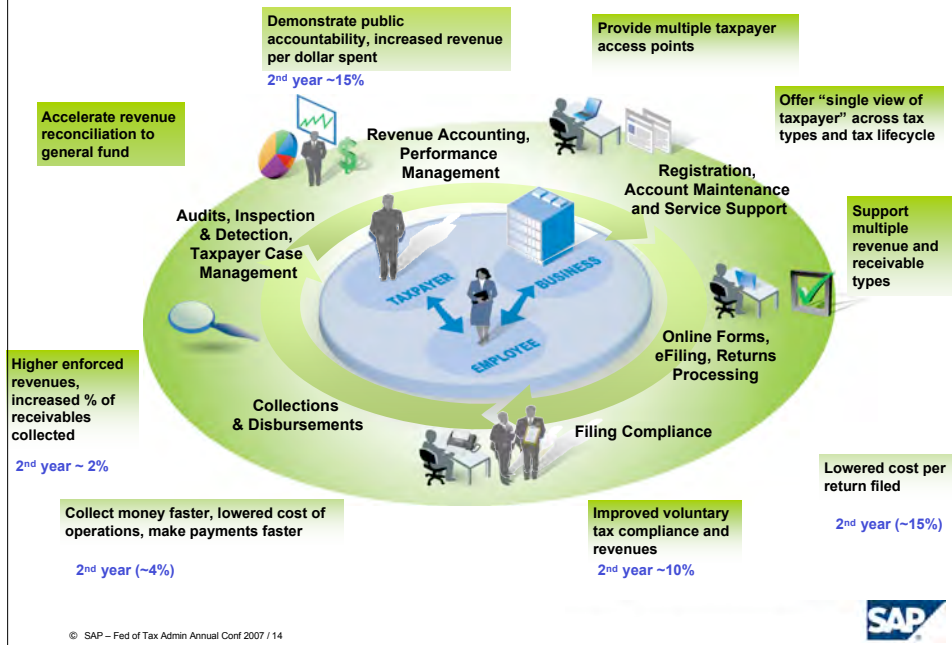 Demonstrate public
accountability, increased revenue
per dollar spent
2nd year ~15%
Provide multiple taxpayer
access points
Accelerate revenue
reconciliation to
general fund
Offer “single view of
taxpayer” across tax
types and tax lifecycle
Revenue Accounting,
Performance
Management
Registration,
Account Maintenance
and Service Support
Audits, Inspection
& Detection,
Taxpayer Case
Management
Support
multiple
revenue and
receivable
types
TAXPAYER
BUSINESS
EMPLOYEE
Online Forms,
eFiling, Returns
Processing
Higher enforced
revenues,
increased % of
receivables
collected
2nd year ~ 2%
Collections
& Disbursements
Filing Compliance
Lowered cost per
return filed
2nd year (~15%)
Collect money faster, lowered cost of
operations, make payments faster
2nd year (~4%)
Improved voluntary
tax compliance and
revenues
2nd year ~10%
© SAP – Fed of Tax Admin Annual Conf 2007 / 14
SAP